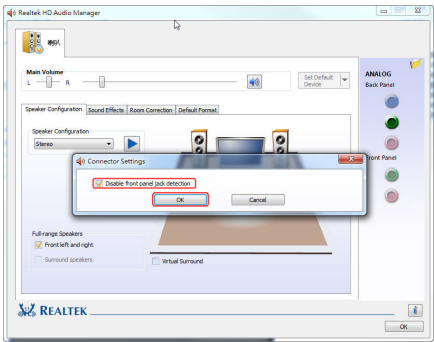 Realtek HD Audio Manager
喇叭
Main Volume
L
R
Set Default
Device
ANALOG
Back Panel
Speaker Configuration
Sound Effects
Room Correction
Default Format
Speaker Configuration
Stereo
Connector Settings
Front Panel
Disable front panel jack detection
OK
Cancel
Full-range Speakers
Front left and right
Surround speakers
Virtual Surround
REALTEK
i
OK